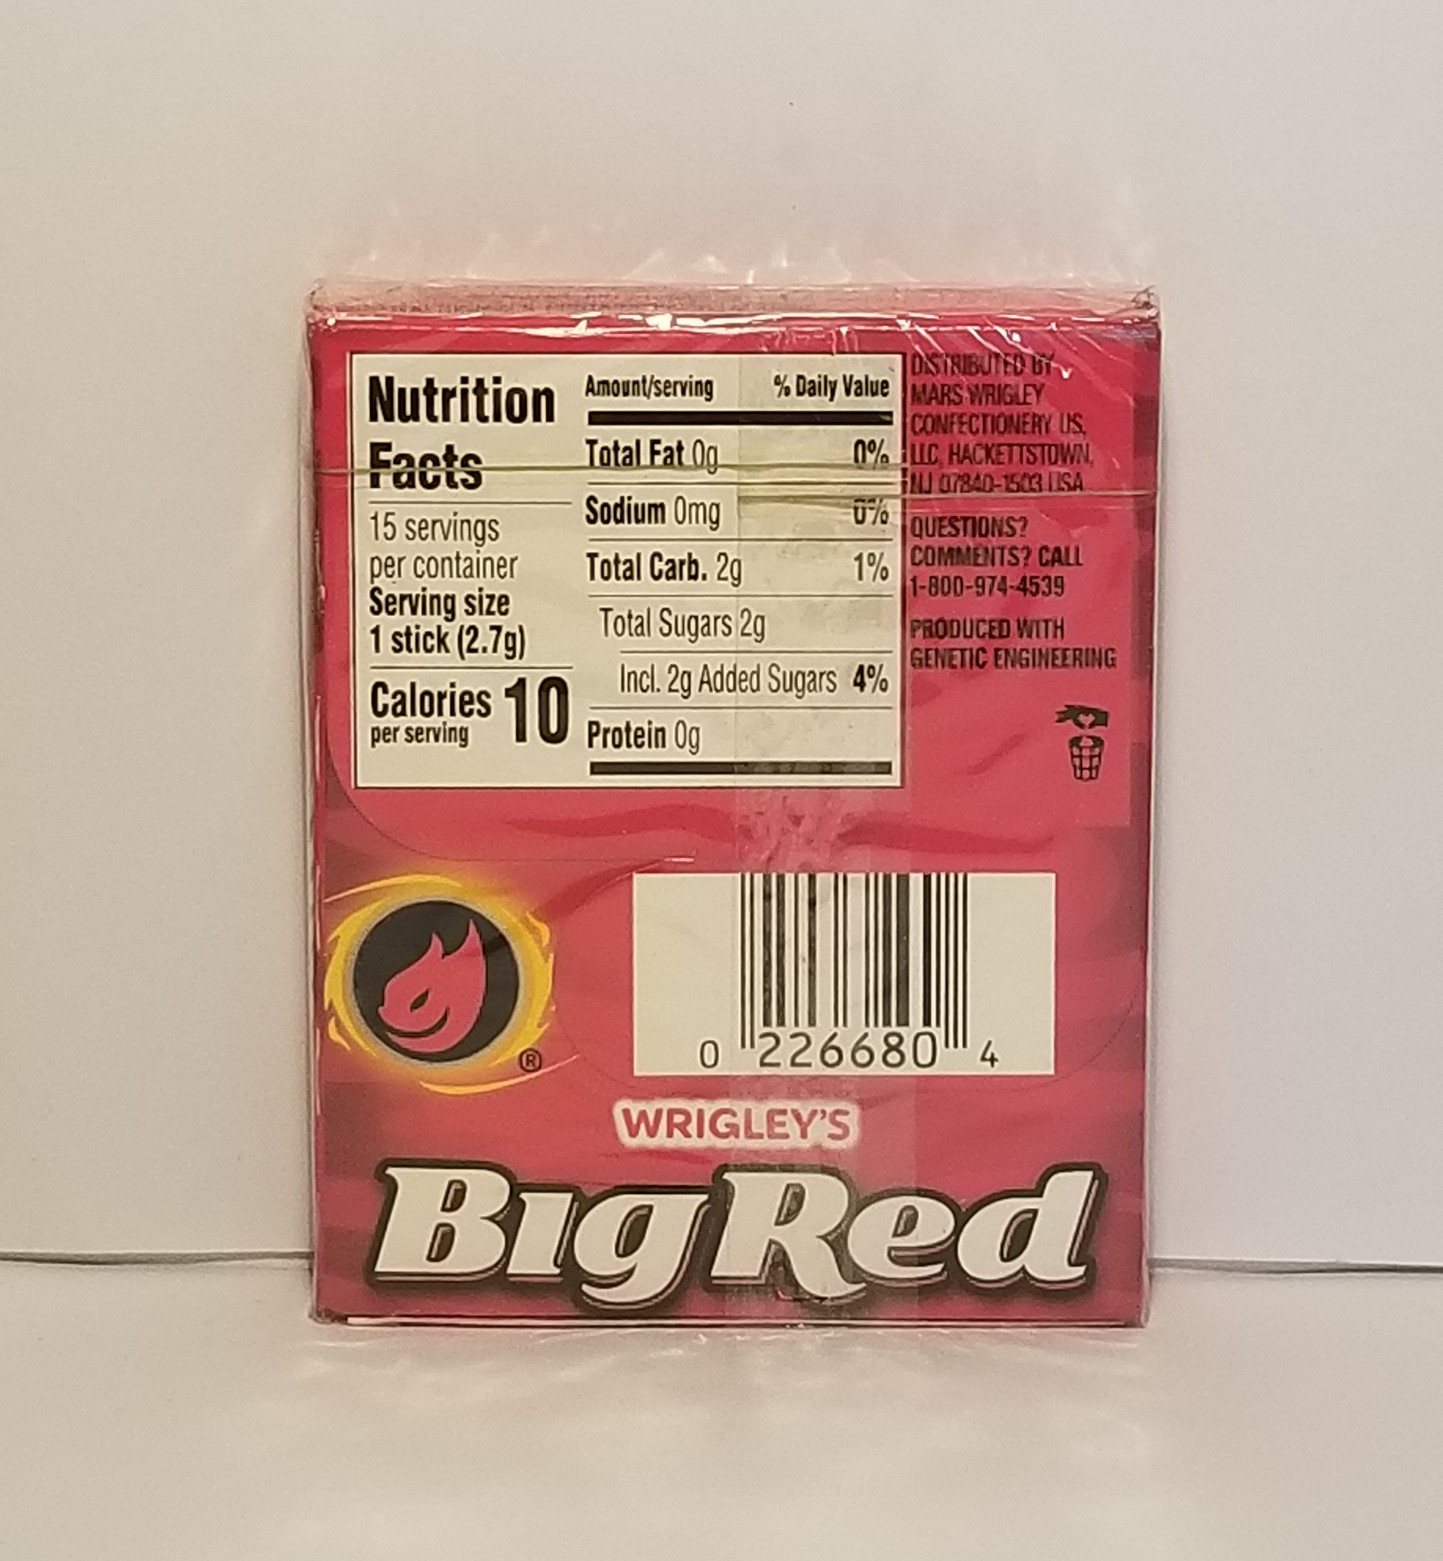 Nutrition
Facts
15 servings
per container
Serving size
1 stick (2.7g)
Calories 10
per serving
Amount/serving % Daily Value
Total Fat 0g 0%
Sodium 0mg 0%
Total Carb. 2g 1%
Total Sugars 2g
Incl. 2g Added Sugars 4%
Protein 0g
DISTRIBUTED BY
MARS WRIGLEY
CONFECTIONERY US,
LLC, HACKETTSTOWN,
NJ 07840-1503 USA
QUESTIONS?
COMMENTS? CALL
1-800-974-4539
PRODUCED WITH
GENETIC ENGINEERING
®
0 226680 4
WRIGLEY'S
Big Red